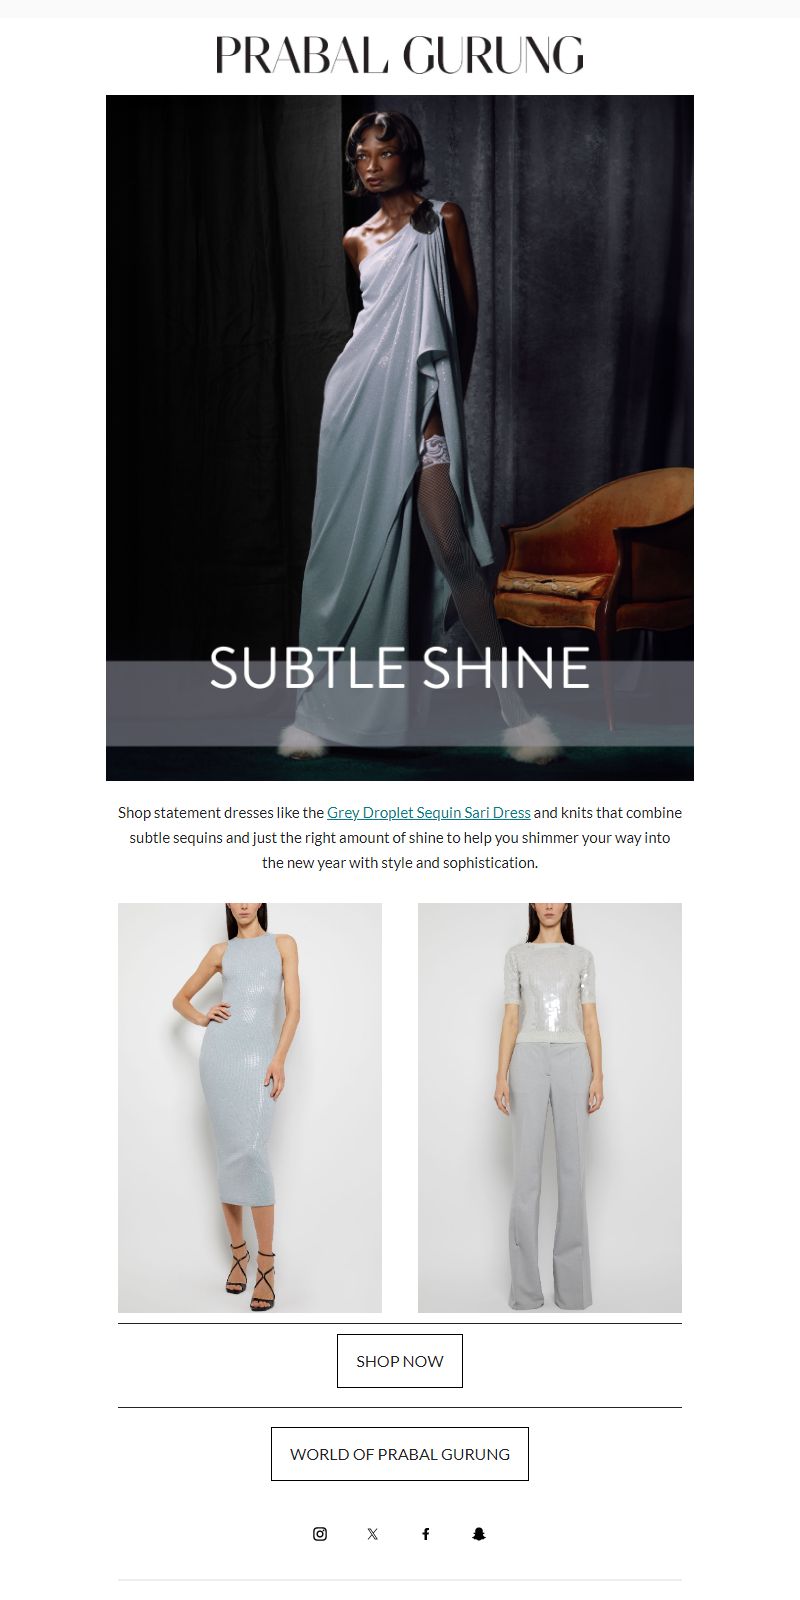 PRABAL GURUNG
SUBTLE SHINE
Shop statement dresses like the Grey Droplet Sequin Sari Dress and knits that combine
subtle sequins and just the right amount of shine to help you shimmer your way into
the new year with style and sophistication.
SHOP NOW
WORLD OF PRABAL GURUNG